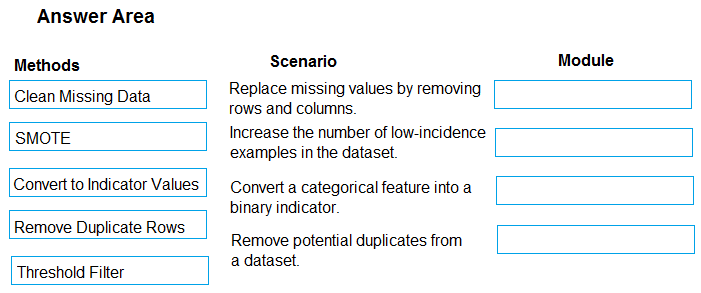 Answer Area
Methods
Scenario
Module
Clean Missing Data
Replace missing values by removing
rows and columns.
SMOTE
Increase the number of low-incidence
examples in the dataset.
Convert to Indicator Values
Convert a categorical feature into a
binary indicator.
Remove Duplicate Rows
Remove potential duplicates from
a dataset.
Threshold Filter